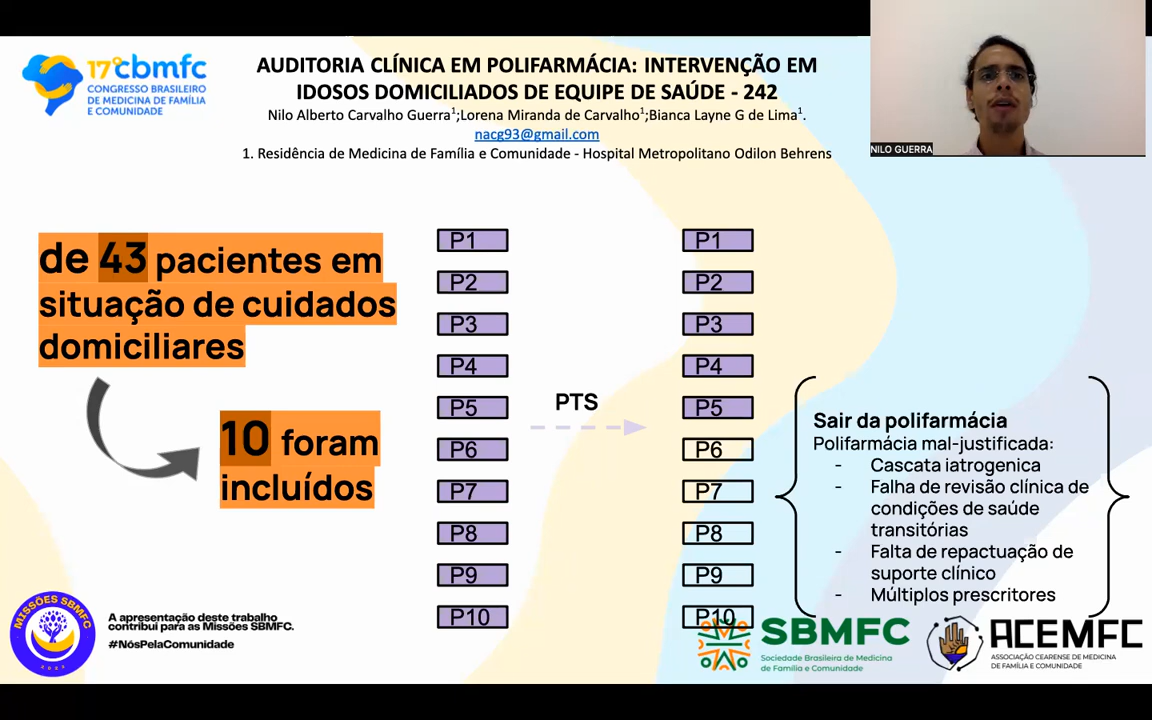 17º cbmfc
CONGRESSO BRASILEIRO
DE MEDICINA DE FAMÍLIA
E COMUNIDADE
AUDITORIA CLÍNICA EM POLIFARMÁCIA: INTERVENÇÃO EM
IDOSOS DOMICILIADOS DE EQUIPE DE SAÚDE - 242
Nilo Alberto Carvalho Guerra1;Lorena Miranda de Carvalho1;Bianca Layne G de Lima1.
nacg93@gmail.com
1. Residência de Medicina de Família e Comunidade - Hospital Metropolitano Odilon Behrens
NILO GUERRA
de 43 pacientes em
situação de cuidados
domiciliares
10 foram
incluídos
P1
P2
P3
P4
P5
P6
P7
P8
P9
P10
PTS
P1
P2
P3
P4
P5
P6
P7
P8
P9
P10
Sair da polifarmácia
Polifarmácia mal-justificada:
- Cascata iatrogenica
- Falha de revisão clínica de
condições de saúde
transitórias
- Falta de repactuação de
suporte clínico
- Múltiplos prescritores
MISSÕES SBMFC
2023
A apresentação deste trabalho
contribui para as Missões SBMFC.
#NósPelaComunidade
SBMFC
Sociedade Brasileira de Medicina
de Família e Comunidade
ACEMFC
ASSOCIAÇÃO CEARENSE DE MEDICINA
DE FAMÍLIA E COMUNIDADE